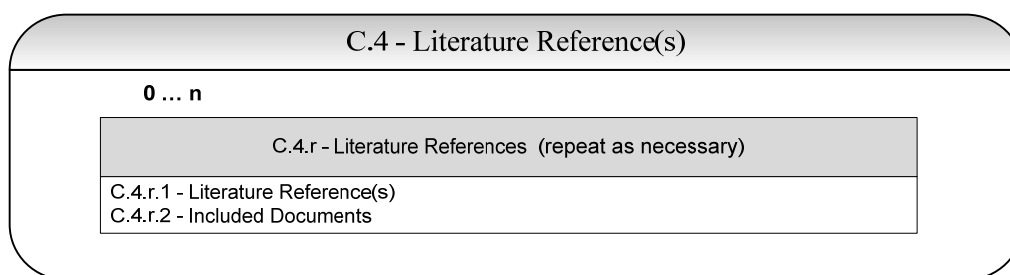 C.4 - Literature Reference(s)
0 … n
C.4.r - Literature References (repeat as necessary)
C.4.r.1 - Literature Reference(s)
C.4.r.2 - Included Documents